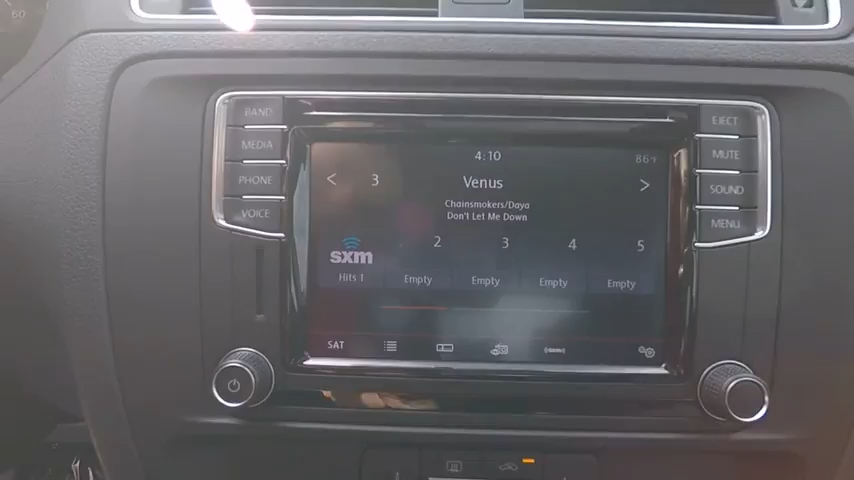 60
BAND
MEDIA
PHONE
VOICE
EJECT
MUTE
SOUND
MENU
4:10
86°F
< 3 Venus >
Chainsmokers/Daya
Don't Let Me Down
2 3 4 5
sxm
Hits 1 Empty Empty Empty Empty
SAT